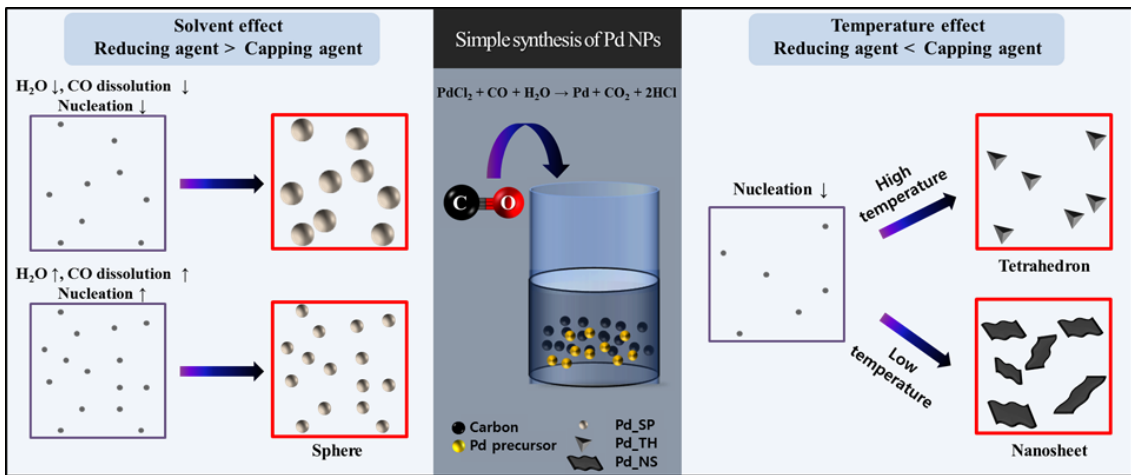 Solvent effect
Reducing agent > Capping agent
H₂O ↓, CO dissolution ↓
Nucleation ↓
H₂O ↑, CO dissolution ↑
Nucleation ↑
Sphere
Simple synthesis of Pd NPs
PdCl₂ + CO + H₂O → Pd + CO₂ + 2HCl
C
O
Carbon
Pd precursor
Pd_SP
Pd_TH
Pd_NS
Temperature effect
Reducing agent < Capping agent
Nucleation ↓
High
temperature
Low
temperature
Tetrahedron
Nanosheet